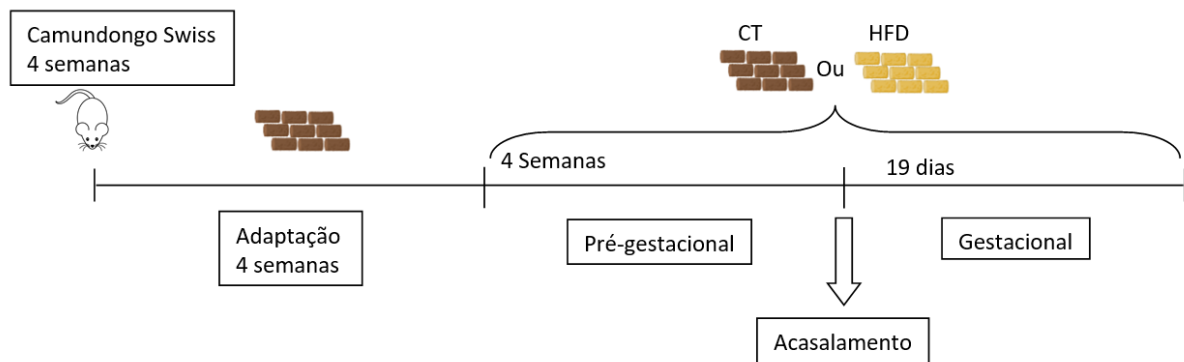 Camundongo Swiss
4 semanas
CT
Ou
HFD
4 Semanas
19 dias
Adaptação
4 semanas
Pré-gestacional
Gestacional
Acasalamento